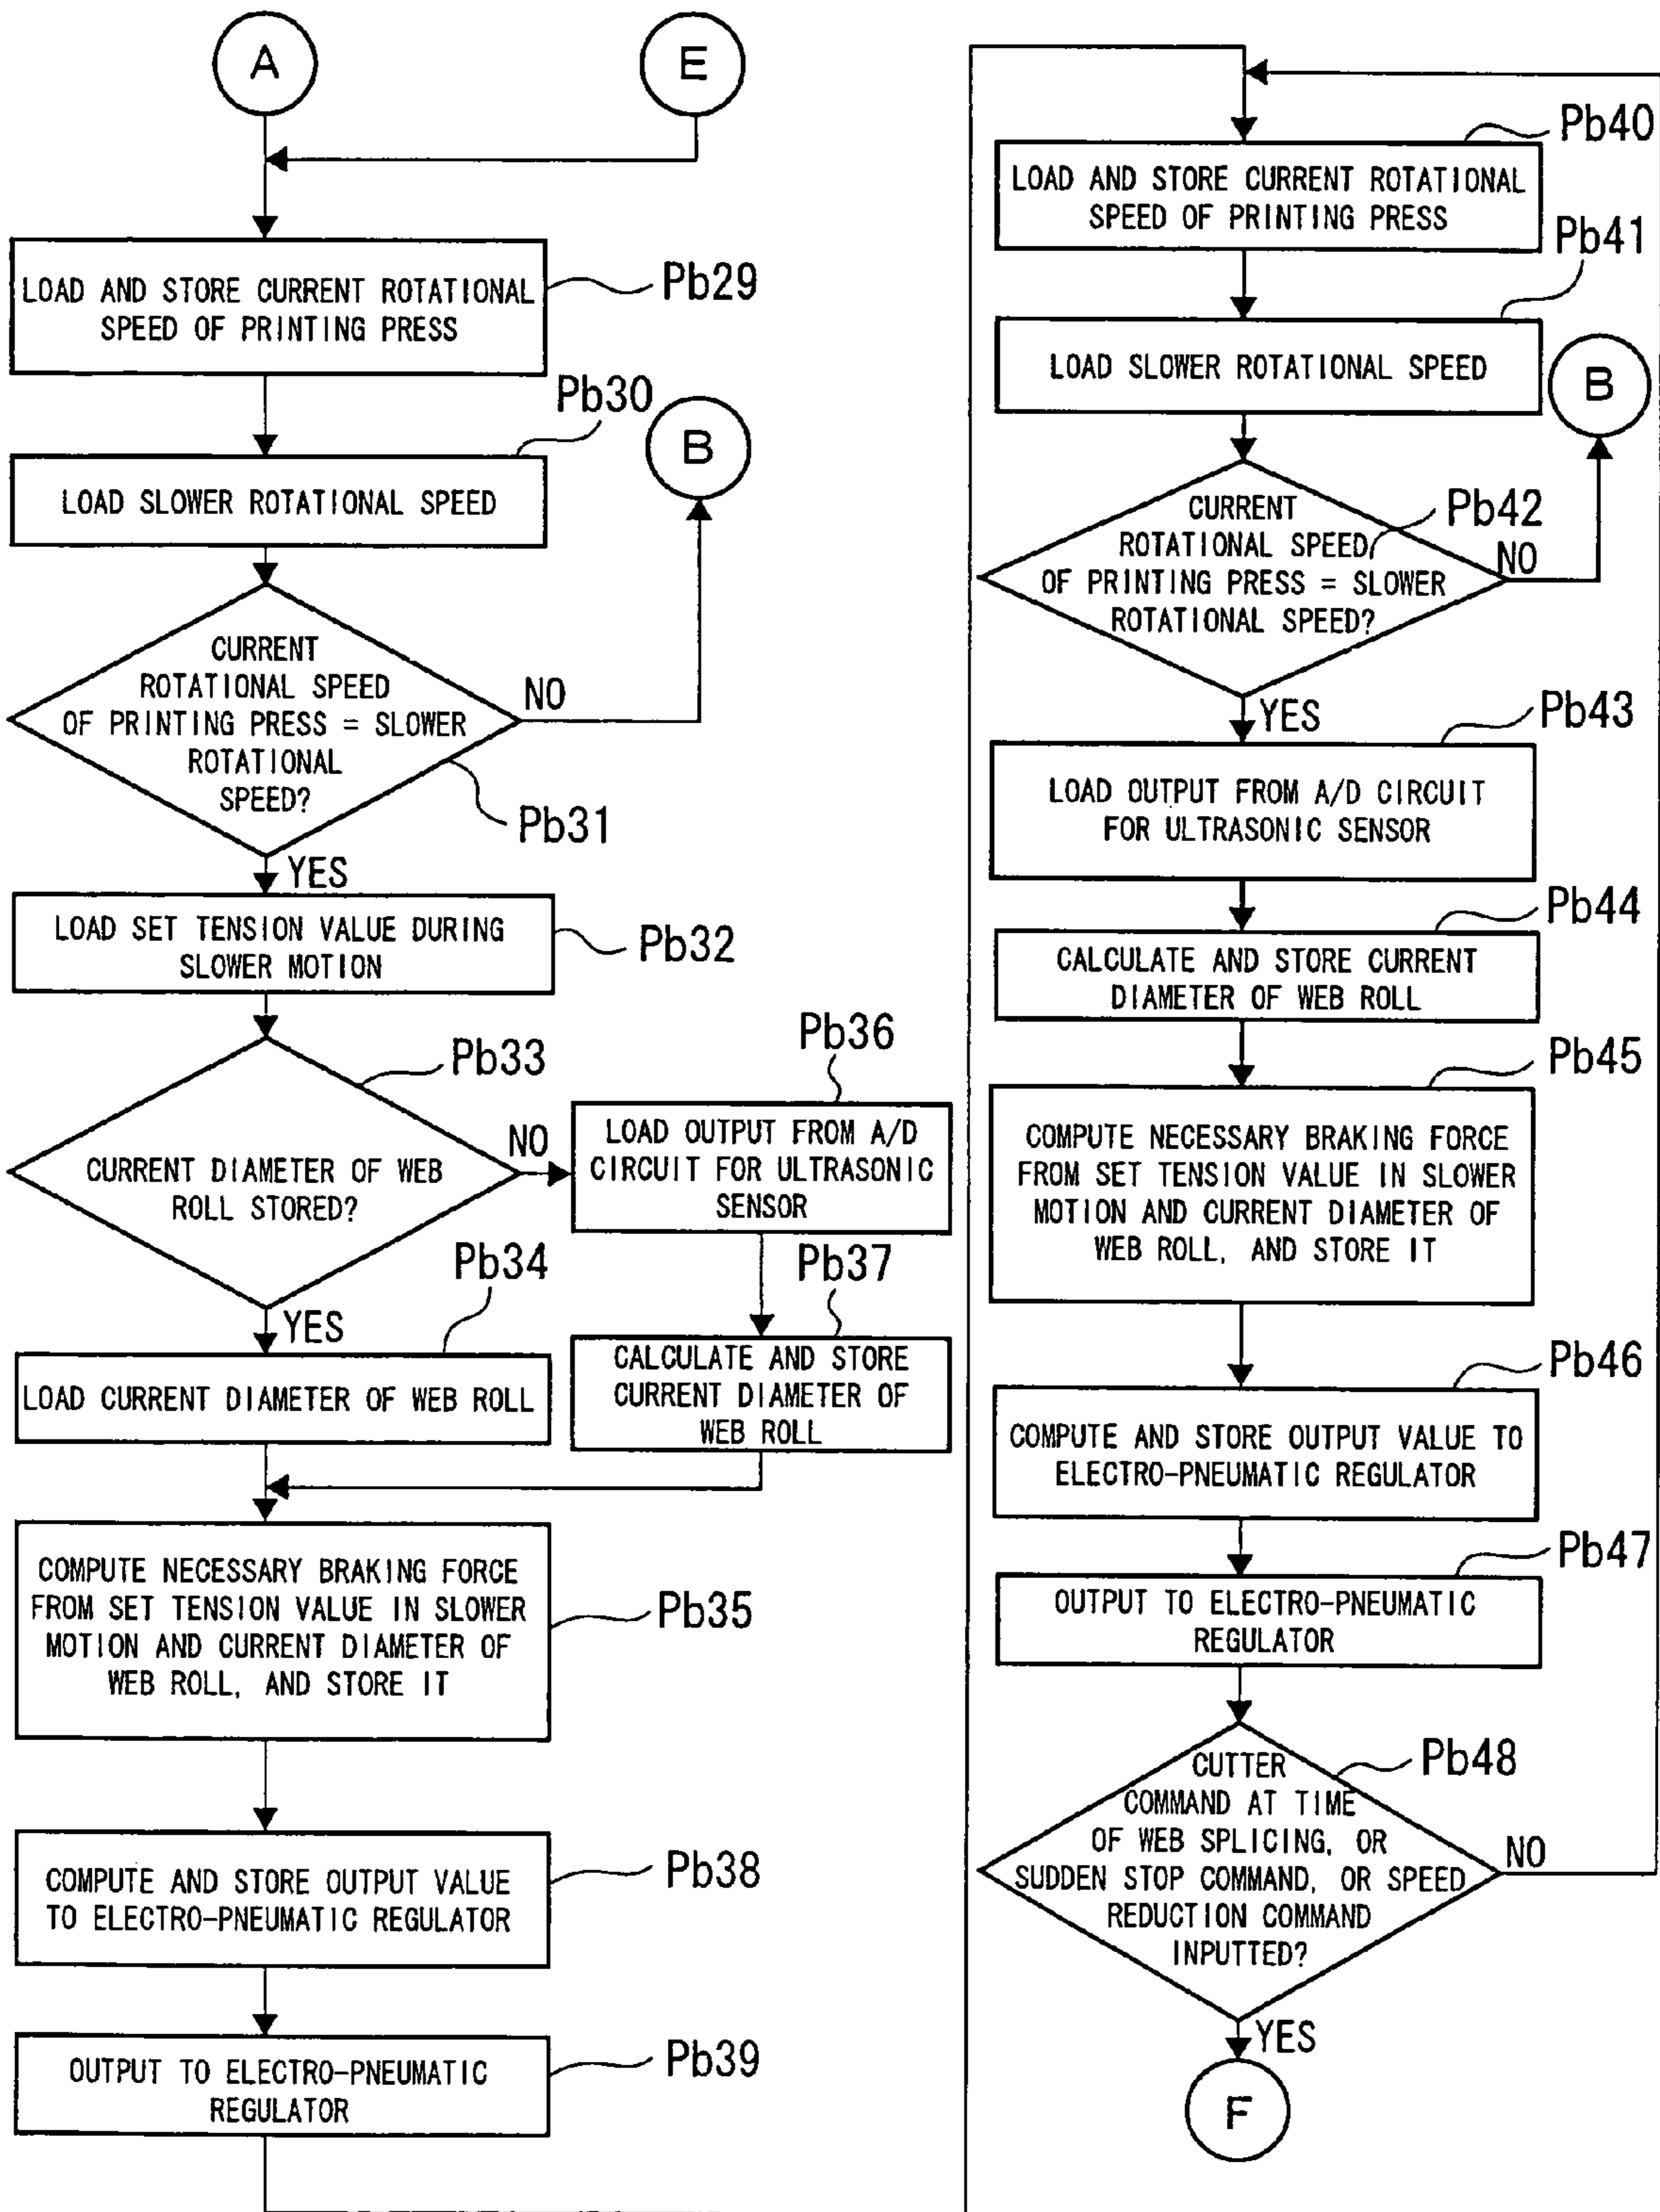 A
E
LOAD AND STORE CURRENT ROTATIONAL
SPEED OF PRINTING PRESS
Pb29
Pb30
LOAD SLOWER ROTATIONAL SPEED
B
CURRENT
ROTATIONAL SPEED
OF PRINTING PRESS = SLOWER
ROTATIONAL
SPEED?
NO
Pb31
YES
LOAD SET TENSION VALUE DURING
SLOWER MOTION
Pb32
Pb33
CURRENT DIAMETER OF WEB
ROLL STORED?
NO
Pb36
LOAD OUTPUT FROM A/D
CIRCUIT FOR ULTRASONIC
SENSOR
Pb34
YES
LOAD CURRENT DIAMETER OF WEB ROLL
Pb37
CALCULATE AND STORE
CURRENT DIAMETER OF
WEB ROLL
COMPUTE NECESSARY BRAKING FORCE
FROM SET TENSION VALUE IN SLOWER
MOTION AND CURRENT DIAMETER OF
WEB ROLL, AND STORE IT
Pb35
COMPUTE AND STORE OUTPUT VALUE
TO ELECTRO-PNEUMATIC REGULATOR
Pb38
OUTPUT TO ELECTRO-PNEUMATIC
REGULATOR
Pb39
Pb40
LOAD AND STORE CURRENT ROTATIONAL
SPEED OF PRINTING PRESS
Pb41
LOAD SLOWER ROTATIONAL SPEED
B
CURRENT
ROTATIONAL SPEED
OF PRINTING PRESS = SLOWER
ROTATIONAL SPEED?
Pb42
NO
YES
Pb43
LOAD OUTPUT FROM A/D CIRCUIT
FOR ULTRASONIC SENSOR
Pb44
CALCULATE AND STORE CURRENT
DIAMETER OF WEB ROLL
Pb45
COMPUTE NECESSARY BRAKING FORCE
FROM SET TENSION VALUE IN SLOWER
MOTION AND CURRENT DIAMETER OF
WEB ROLL, AND STORE IT
Pb46
COMPUTE AND STORE OUTPUT VALUE TO
ELECTRO-PNEUMATIC REGULATOR
Pb47
OUTPUT TO ELECTRO-PNEUMATIC
REGULATOR
Pb48
CUTTER
COMMAND AT TIME
OF WEB SPLICING, OR
SUDDEN STOP COMMAND, OR SPEED
REDUCTION COMMAND
INPUTTED?
NO
YES
F